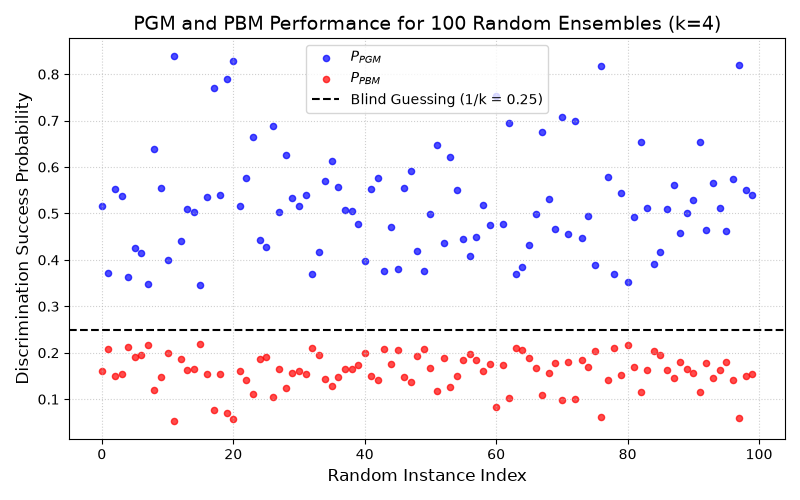 PGM and PBM Performance for 100 Random Ensembles (k=4)
P_PGM
P_PBM
Blind Guessing (1/k = 0.25)
Discrimination Success Probability
0.8
0.7
0.6
0.5
0.4
0.3
0.2
0.1
0 20 40 60 80 100
Random Instance Index